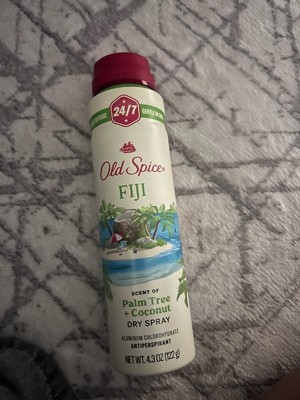 24/7
Old Spice
FIJI
SCENT OF
Palm Tree
+ Coconut
DRY SPRAY
ALUMINUM CHLOROHYDRATE
ANTIPERSPIRANT
NET WT. 4.3 OZ (122g)